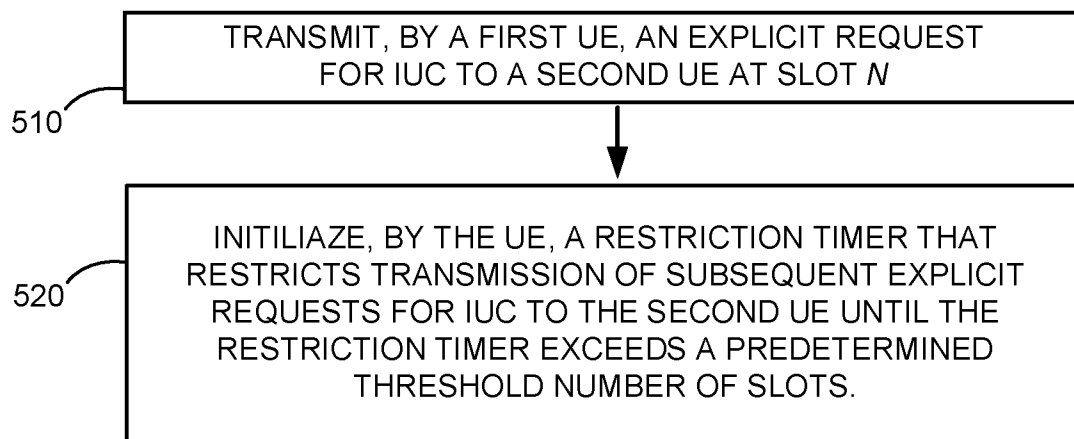 TRANSMIT, BY A FIRST UE, AN EXPLICIT REQUEST
FOR IUC TO A SECOND UE AT SLOT N
510
INITILIAZE, BY THE UE, A RESTRICTION TIMER THAT
RESTRICTS TRANSMISSION OF SUBSEQUENT EXPLICIT
REQUESTS FOR IUC TO THE SECOND UE UNTIL THE
RESTRICTION TIMER EXCEEDS A PREDETERMINED
THRESHOLD NUMBER OF SLOTS.
520